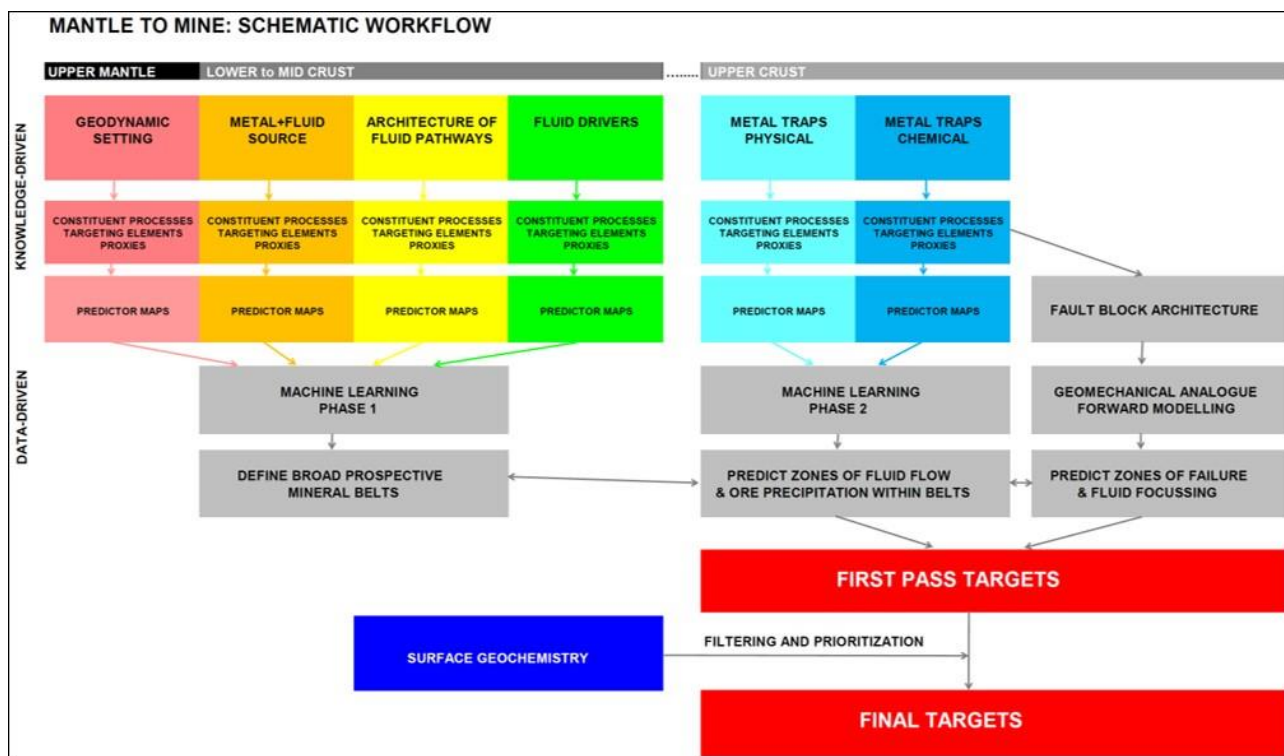 MANTLE TO MINE: SCHEMATIC WORKFLOW
UPPER MANTLE
LOWER to MID CRUST
........
UPPER CRUST
KNOWLEDGE-DRIVEN
DATA-DRIVEN
GEODYNAMIC
SETTING
METAL+FLUID
SOURCE
ARCHITECTURE OF
FLUID PATHWAYS
FLUID DRIVERS
METAL TRAPS
PHYSICAL
METAL TRAPS
CHEMICAL
CONSTITUENT PROCESSES
TARGETING ELEMENTS
PROXIES
CONSTITUENT PROCESSES
TARGETING ELEMENTS
PROXIES
CONSTITUENT PROCESSES
TARGETING ELEMENTS
PROXIES
CONSTITUENT PROCESSES
TARGETING ELEMENTS
PROXIES
CONSTITUENT PROCESSES
TARGETING ELEMENTS
PROXIES
CONSTITUENT PROCESSES
TARGETING ELEMENTS
PROXIES
PREDICTOR MAPS
PREDICTOR MAPS
PREDICTOR MAPS
PREDICTOR MAPS
PREDICTOR MAPS
PREDICTOR MAPS
FAULT BLOCK ARCHITECTURE
MACHINE LEARNING
PHASE 1
MACHINE LEARNING
PHASE 2
GEOMECHANICAL ANALOGUE
FORWARD MODELLING
DEFINE BROAD PROSPECTIVE
MINERAL BELTS
PREDICT ZONES OF FLUID FLOW
& ORE PRECIPITATION WITHIN BELTS
PREDICT ZONES OF FAILURE
& FLUID FOCUSSING
FIRST PASS TARGETS
SURFACE GEOCHEMISTRY
FILTERING AND PRIORITIZATION
FINAL TARGETS